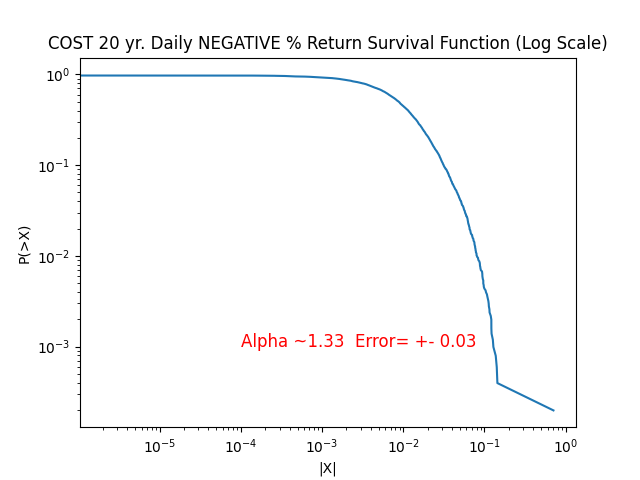 COST 20 yr. Daily NEGATIVE % Return Survival Function (Log Scale)
10⁰
10⁻¹
P(>X)
10⁻²
10⁻³
Alpha ~1.33  Error= +- 0.03
10⁻⁵ 10⁻⁴ 10⁻³ 10⁻² 10⁻¹ 10⁰
|X|